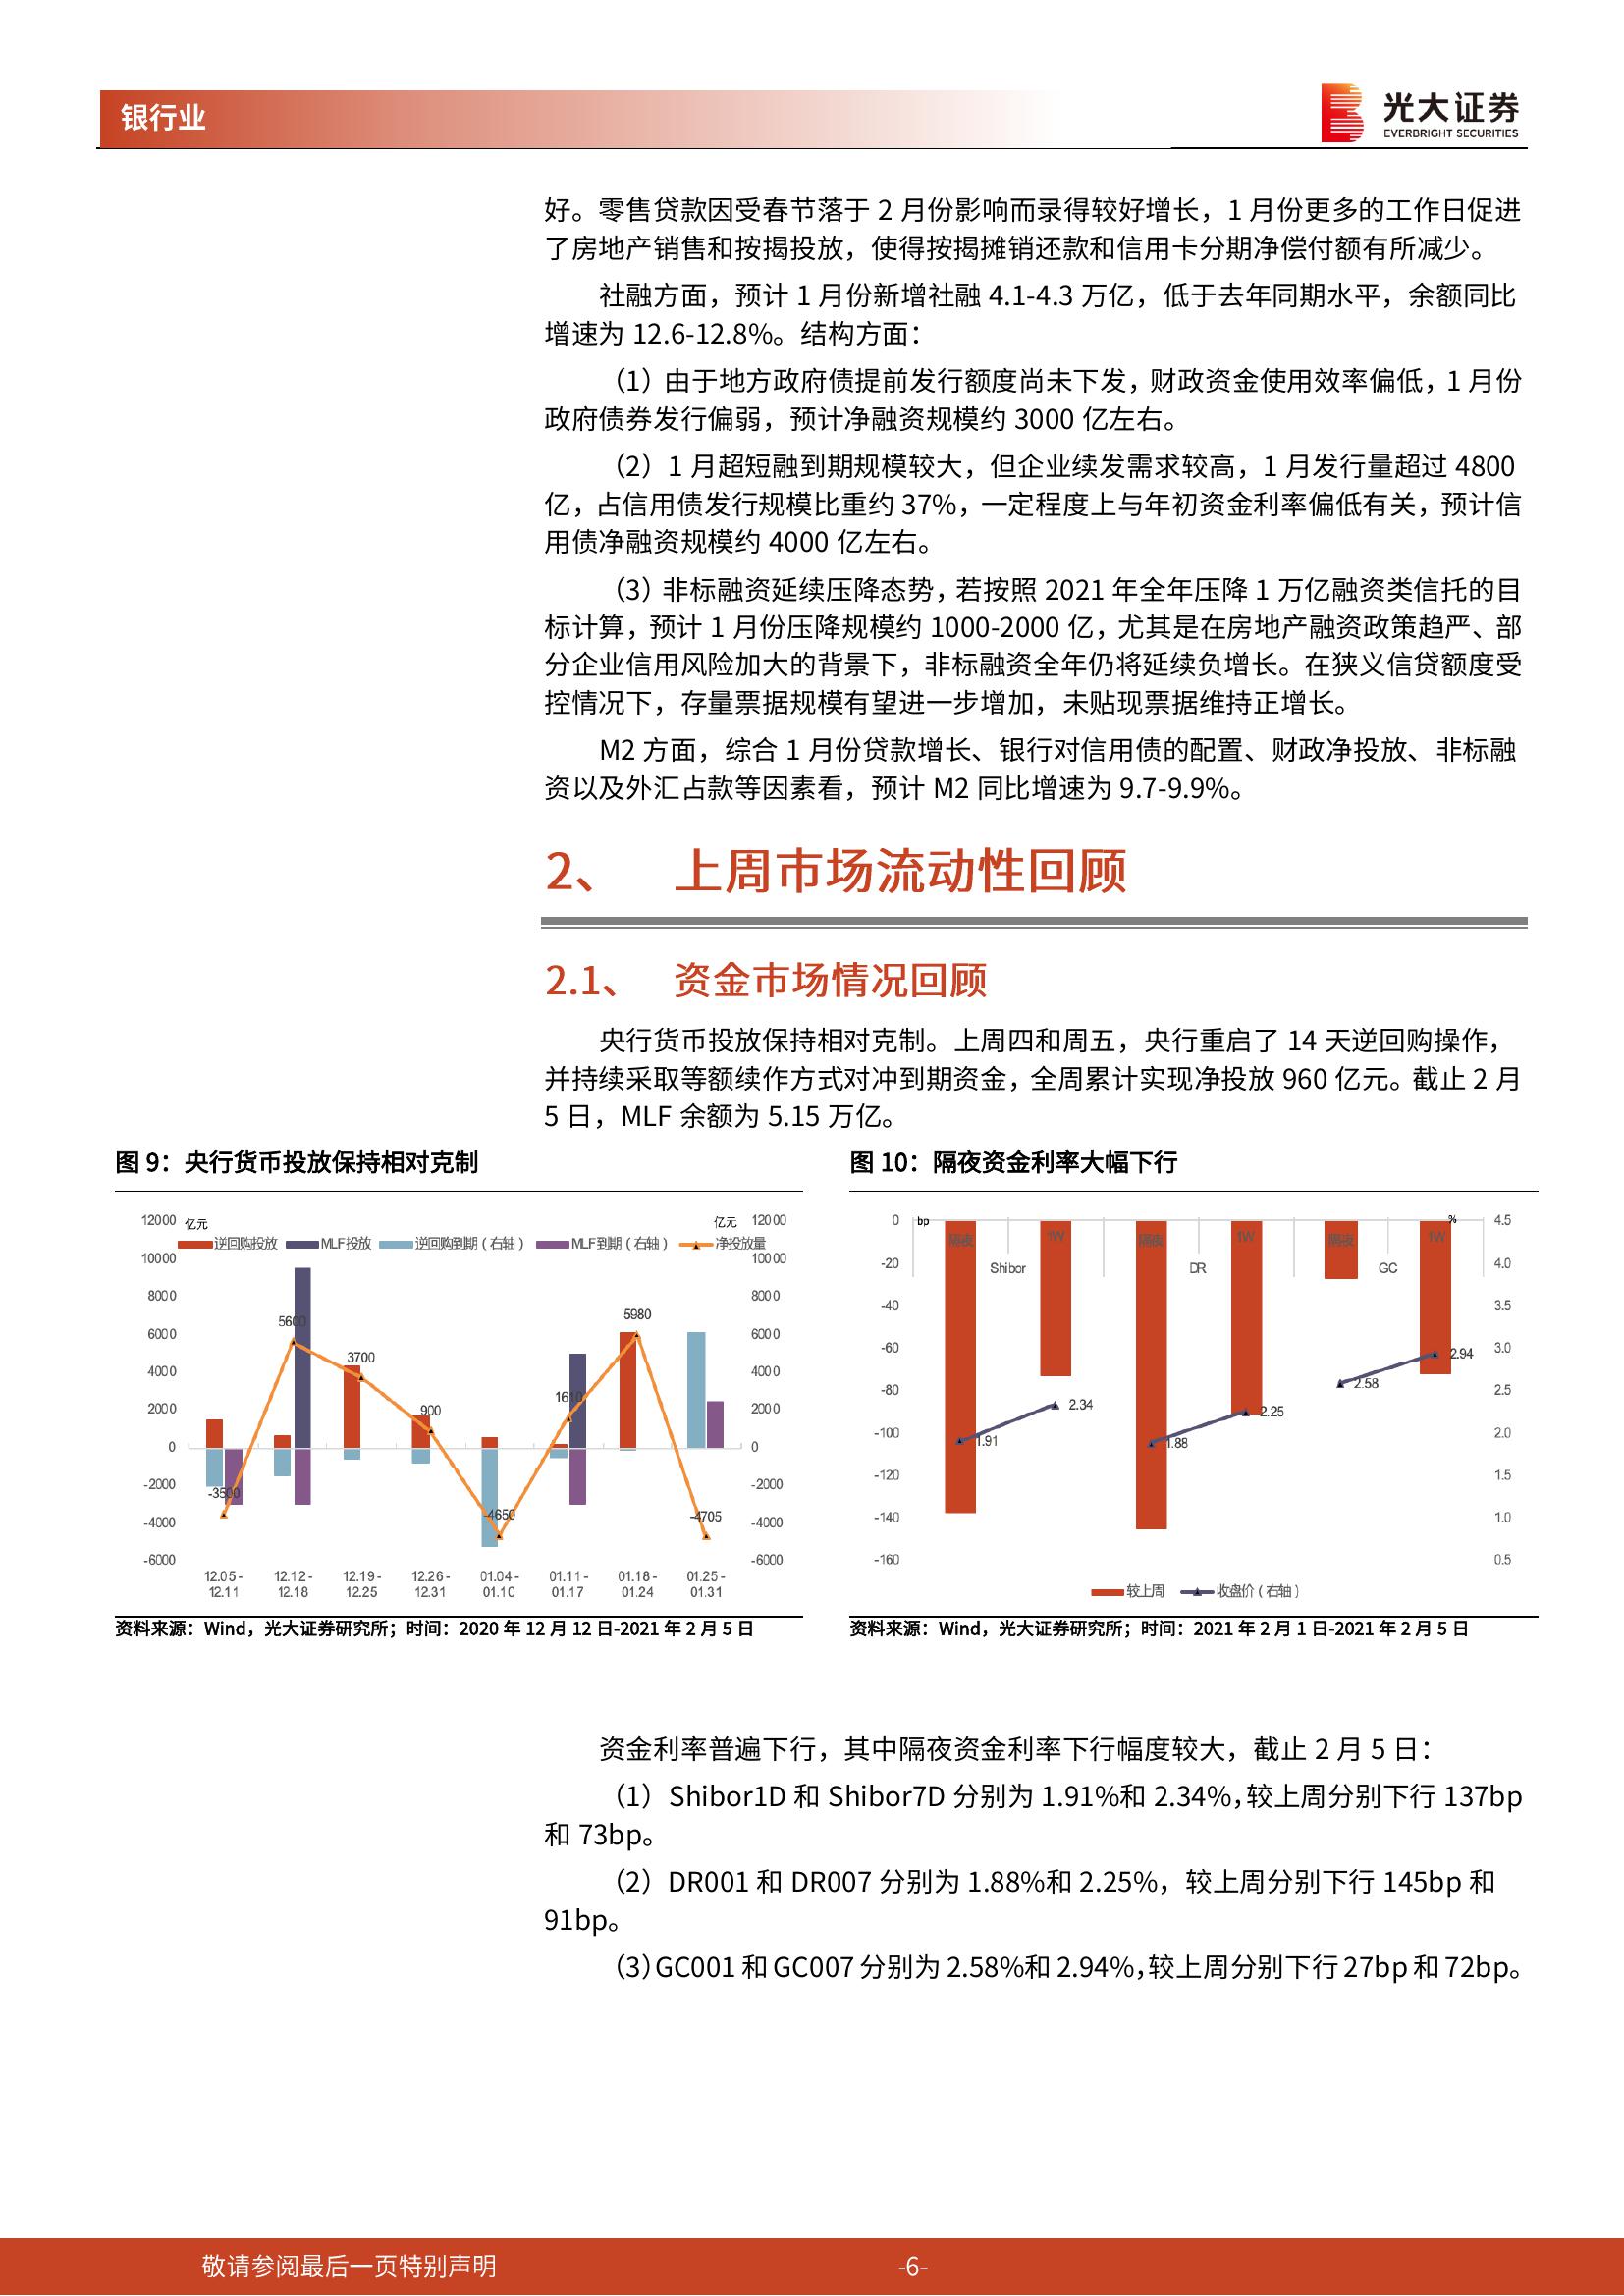 银行业
光大证券
EVERBRIGHT SECURITIES
好。零售贷款因受春节落于 2 月份影响而录得较好增长，1 月份更多的工作日促进
了房地产销售和按揭投放，使得按揭摊销还款和信用卡分期净偿付额有所减少。
社融方面，预计 1 月份新增社融 4.1-4.3 万亿，低于去年同期水平，余额同比
增速为 12.6-12.8%。结构方面：
（1）由于地方政府债提前发行额度尚未下发，财政资金使用效率偏低，1 月份
政府债券发行偏弱，预计净融资规模约 3000 亿左右。
（2）1 月超短融到期规模较大，但企业续发需求较高，1 月发行量超过 4800
亿，占信用债发行规模比重约 37%，一定程度上与年初资金利率偏低有关，预计信
用债净融资规模约 4000 亿左右。
（3）非标融资延续压降态势，若按照 2021 年全年压降 1 万亿融资类信托的目
标计算，预计 1 月份压降规模约 1000-2000 亿，尤其是在房地产融资政策趋严、部
分企业信用风险加大的背景下，非标融资全年仍将延续负增长。在狭义信贷额度受
控情况下，存量票据规模有望进一步增加，未贴现票据维持正增长。
M2 方面，综合 1 月份贷款增长、银行对信用债的配置、财政净投放、非标融
资以及外汇占款等因素看，预计 M2 同比增速为 9.7-9.9%。
2、 上周市场流动性回顾
2.1、 资金市场情况回顾
央行货币投放保持相对克制。上周四和周五，央行重启了 14 天逆回购操作，
并持续采取等额续作方式对冲到期资金，全周累计实现净投放 960 亿元。截止 2 月
5 日，MLF 余额为 5.15 万亿。
图 9：央行货币投放保持相对克制
12000 亿元 亿元 12000
逆回购投放 MLF投放 逆回购到期（右轴） MLF到期（右轴） 净投放量
10000 10000
8000 8000
6000 6000
4000 4000
2000 2000
0 0
-2000 -2000
-4000 -4000
-6000 -6000
-3500 5600 3700 900 -4650 1610 5980 -4705
12.05- 12.12- 12.19- 12.26- 01.04- 01.11- 01.18- 01.25-
12.11 12.18 12.25 12.31 01.10 01.17 01.24 01.31
资料来源：Wind，光大证券研究所；时间：2020 年 12 月 12 日-2021 年 2 月 5 日
图 10：隔夜资金利率大幅下行
0 bp % 4.5
隔夜 1W 隔夜 1W 隔夜 1W
-20 Shibor DR GC 4.0
-40 3.5
-60 3.0
-80 2.5
-100 2.0
-120 1.5
-140 1.0
-160 0.5
1.91 2.34 1.88 2.25 2.58 2.94
较上周 收盘价（右轴）
资料来源：Wind，光大证券研究所；时间：2021 年 2 月 1 日-2021 年 2 月 5 日
资金利率普遍下行，其中隔夜资金利率下行幅度较大，截止 2 月 5 日：
（1）Shibor1D 和 Shibor7D 分别为 1.91%和 2.34%，较上周分别下行 137bp
和 73bp。
（2）DR001 和 DR007 分别为 1.88%和 2.25%，较上周分别下行 145bp 和
91bp。
（3）GC001 和 GC007 分别为 2.58%和 2.94%，较上周分别下行 27bp 和 72bp。
敬请参阅最后一页特别声明
-6-